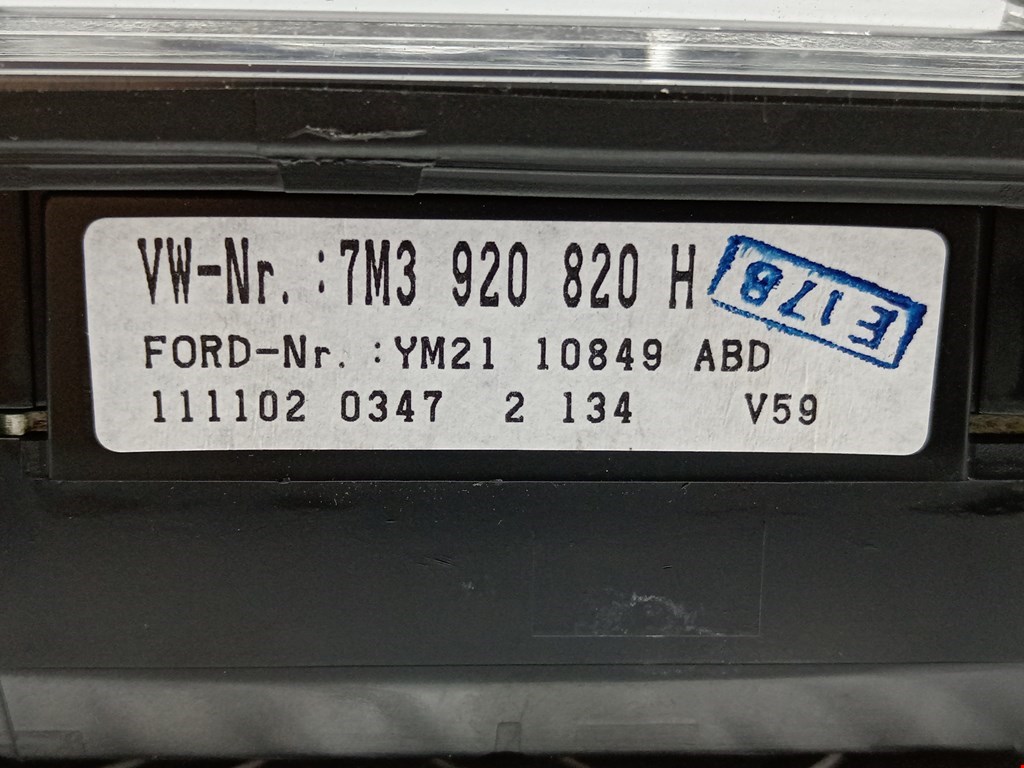 VW-Nr. :7M3 920 820 H
E178
FORD-Nr. :YM21 10849 ABD
111102 0347 2 134 V59